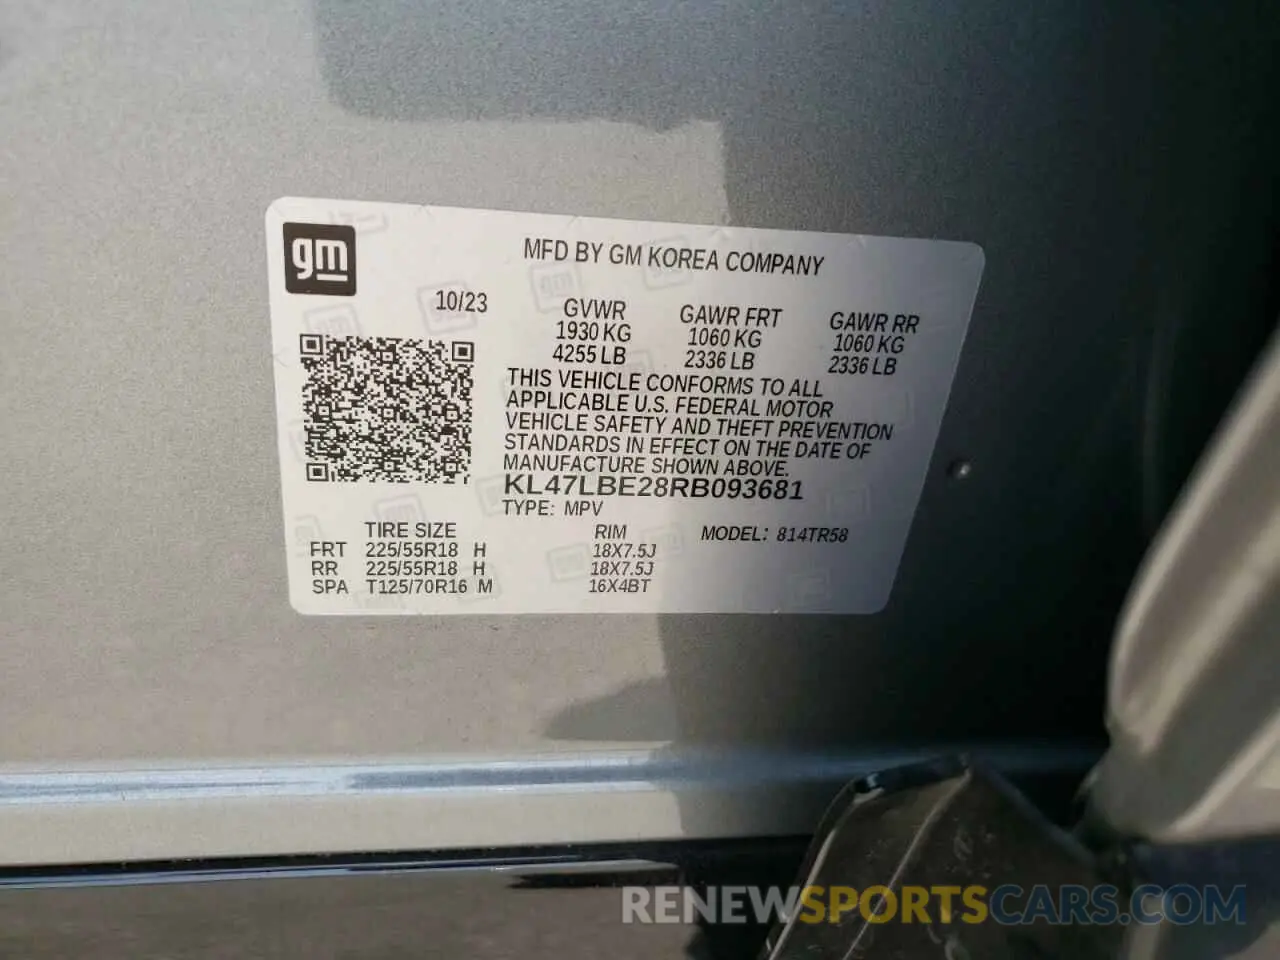 gm
MFD BY GM KOREA COMPANY
10/23
GVWR
1930 KG
4255 LB
GAWR FRT
1060 KG
2336 LB
GAWR RR
1060 KG
2336 LB
THIS VEHICLE CONFORMS TO ALL
APPLICABLE U.S. FEDERAL MOTOR
VEHICLE SAFETY AND THEFT PREVENTION
STANDARDS IN EFFECT ON THE DATE OF
MANUFACTURE SHOWN ABOVE.
KL47LBE28RB093681
TYPE: MPV
TIRE SIZE RIM MODEL: 814TR58
FRT 225/55R18 H 18X7.5J
RR 225/55R18 H 18X7.5J
SPA T125/70R16 M 16X4BT
RENEWSPORTSCARS.COM